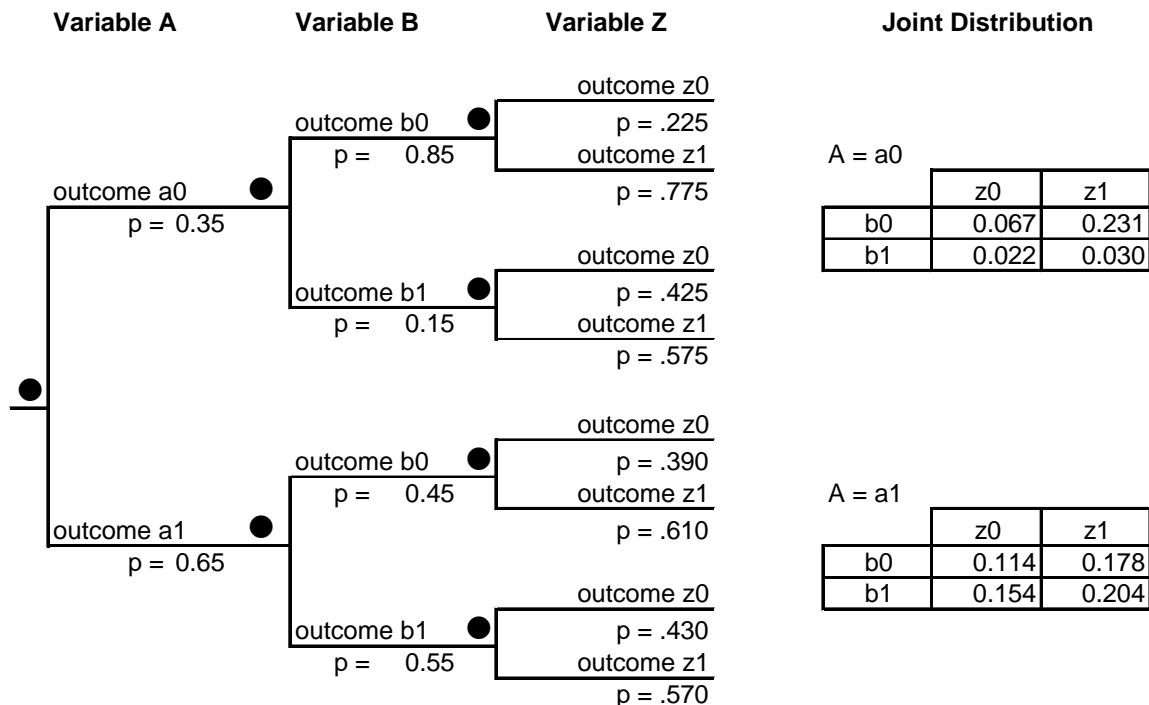 Variable A Variable B Variable Z Joint Distribution
outcome z0
outcome b0 p = .225
p = 0.85 outcome z1 A = a0
outcome a0 p = .775 z0 z1
p = 0.35 b0 0.067 0.231
b1 0.022 0.030
outcome z0
outcome b1 p = .425
p = 0.15 outcome z1
p = .575
outcome z0
outcome b0 p = .390
p = 0.45 outcome z1 A = a1
outcome a1 p = .610 z0 z1
p = 0.65 b0 0.114 0.178
b1 0.154 0.204
outcome z0
outcome b1 p = .430
p = 0.55 outcome z1
p = .570